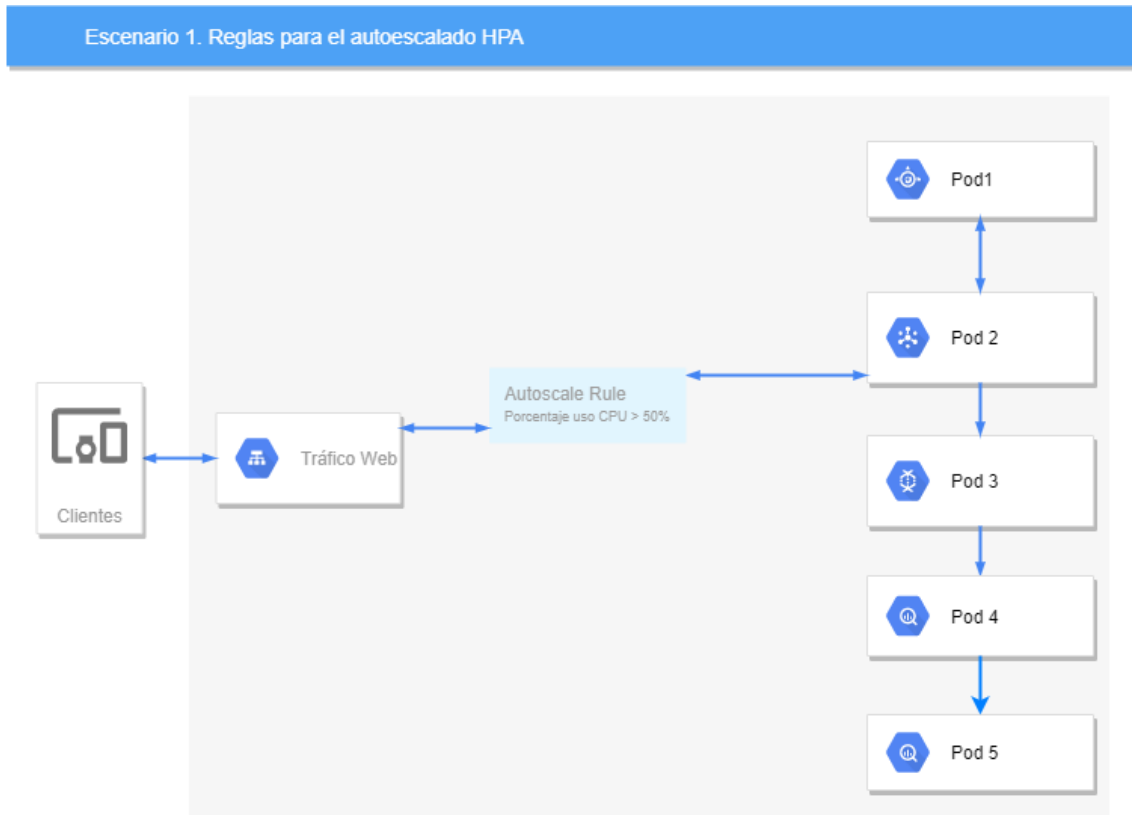 Escenario 1. Reglas para el autoescalado HPA
Pod1
Pod 2
Autoscale Rule
Porcentaje uso CPU > 50%
Tráfico Web
Clientes
Pod 3
Pod 4
Pod 5